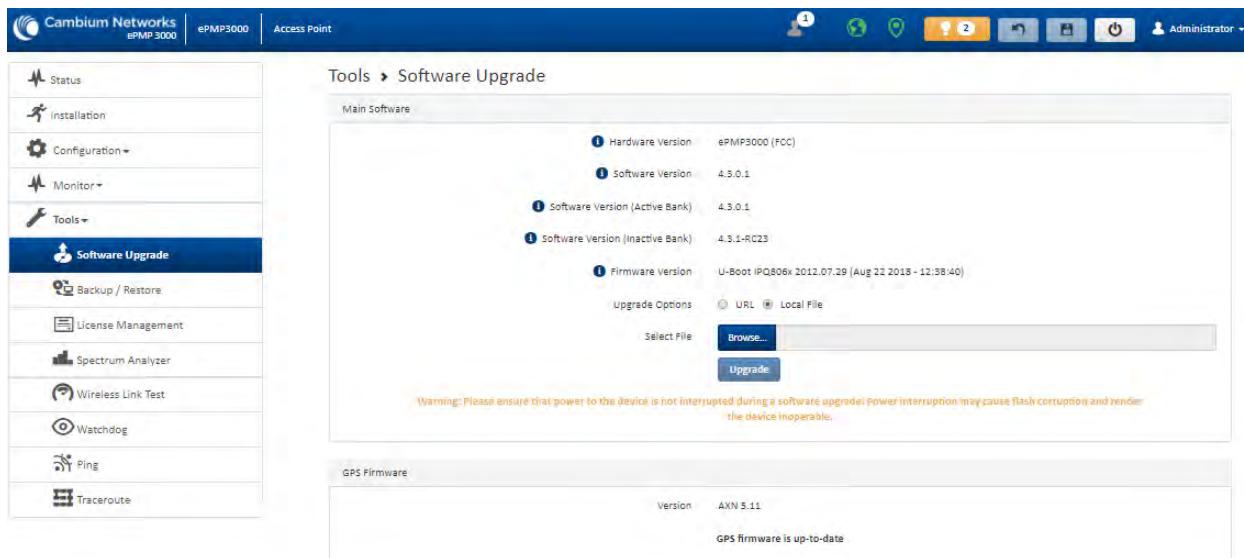 Cambium Networks
ePMP 3000
ePMP3000
Access Point
1
2
Administrator
Status
Installation
Configuration
Monitor
Tools
Software Upgrade
Backup / Restore
License Management
Spectrum Analyzer
Wireless Link Test
Watchdog
Ping
Traceroute
Tools > Software Upgrade
Main Software
Hardware Version ePMP3000 (FCC)
Software Version 4.3.0.1
Software Version (Active Bank) 4.3.0.1
Software Version (Inactive Bank) 4.3.1-RC23
Firmware Version U-Boot IPQ806x 2012.07.29 (Aug 22 2018 - 12:38:40)
Upgrade Options URL Local File
Select File Browse...
Upgrade
Warning: Please ensure that power to the device is not interrupted during a software upgrade. Power interruption may cause flash corruption and render
the device inoperable.
GPS Firmware
Version AXN 5.11
GPS firmware is up-to-date